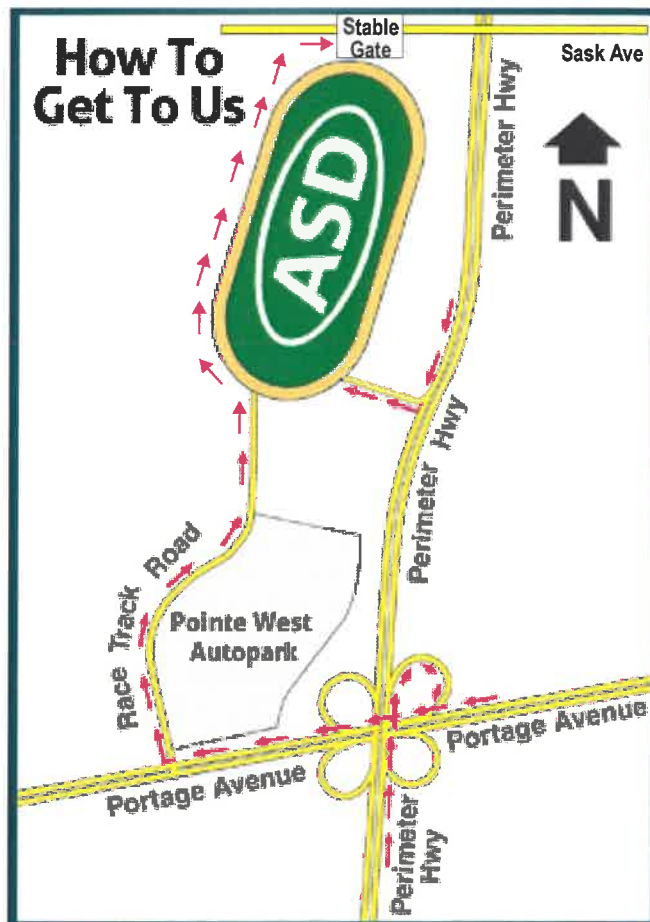 How To
Get To Us
Stable
Gate
Sask Ave
Perimeter Hwy
N
ASD
Perimeter Hwy
Race Track Road
Pointe West
Autopark
Portage Avenue
Portage Avenue
Perimeter
Hwy